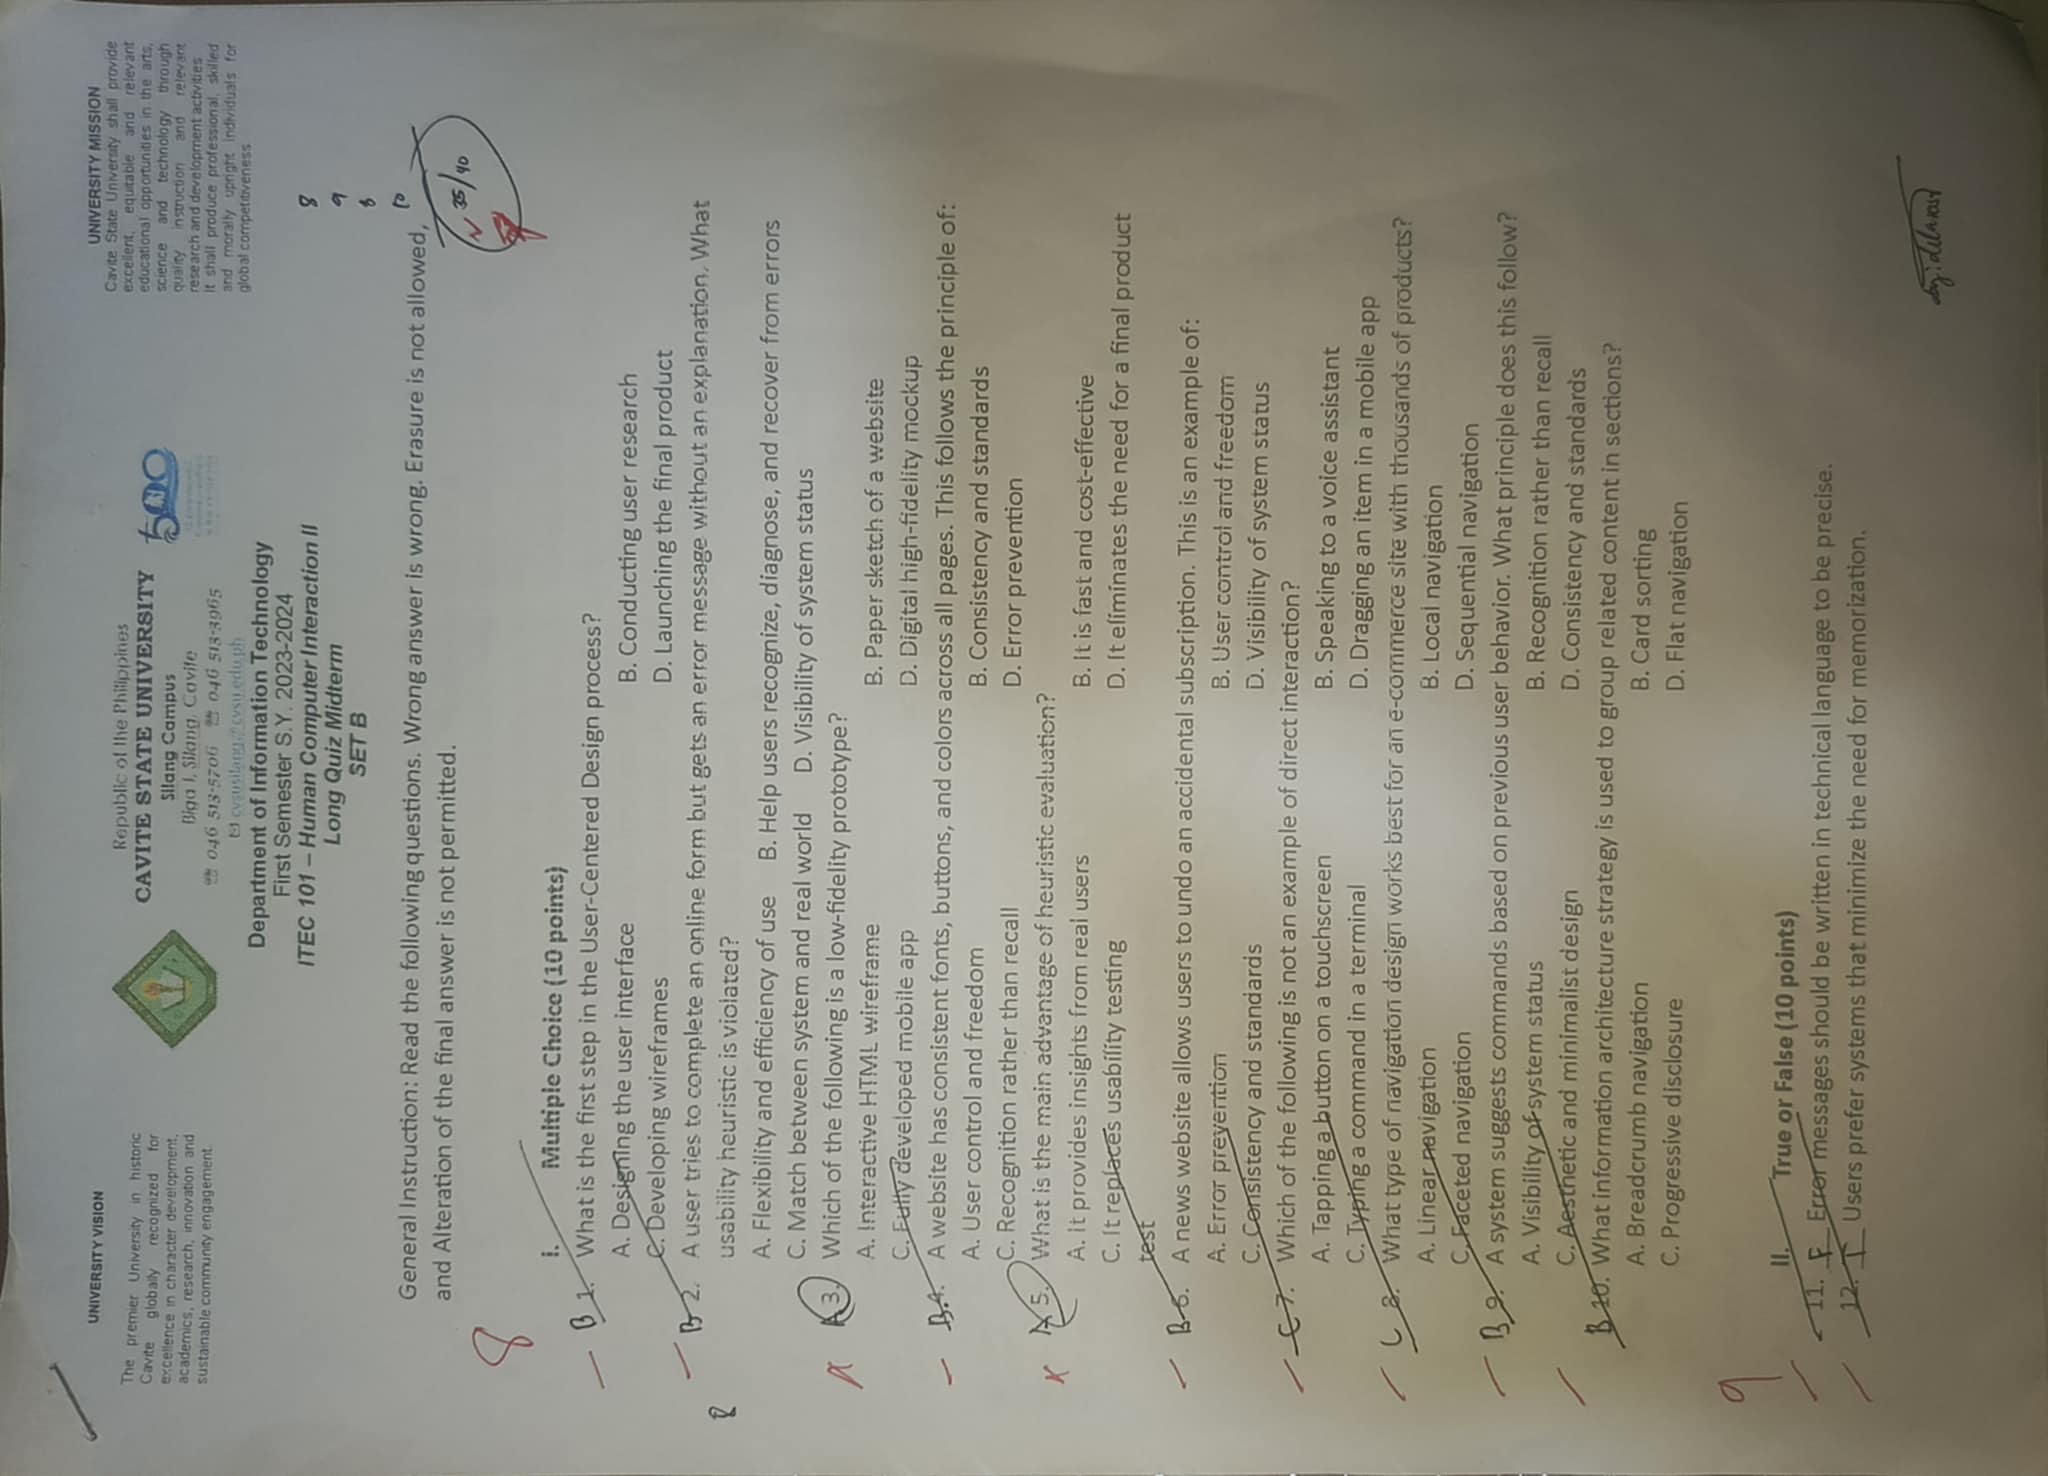 UNIVERSITY VISION
The premier University in historic
Cavite globally recognized for
excellence in character development,
academics, research, innovation and
sustainable community engagement.
Republic of the Philippines
CAVITE STATE UNIVERSITY
Silang Campus
Biga I, Silang, Cavite
☎ 046 513-5706 ☎ 046 513-3965
cvsusilang@cvsu.edu.ph
500
UNIVERSITY MISSION
Cavite State University shall provide
excellent, equitable and relevant
educational opportunities in the arts,
science and technology through
quality instruction and relevant
research and development activities
It shall produce professional, skilled
and morally upright individuals for
global competitiveness
Department of Information Technology
First Semester S.Y. 2023-2024
ITEC 101 – Human Computer Interaction II
Long Quiz Midterm
SET B
8
9
8
10
35/40
General Instruction: Read the following questions. Wrong answer is wrong. Erasure is not allowed,
and Alteration of the final answer is not permitted.
8
I. Multiple Choice (10 points)
B 1. What is the first step in the User-Centered Design process?
A. Designing the user interface B. Conducting user research
C. Developing wireframes D. Launching the final product
B 2. A user tries to complete an online form but gets an error message without an explanation. What
usability heuristic is violated?
A. Flexibility and efficiency of use B. Help users recognize, diagnose, and recover from errors
C. Match between system and real world D. Visibility of system status
A 3. Which of the following is a low-fidelity prototype?
A. Interactive HTML wireframe B. Paper sketch of a website
C. Fully developed mobile app D. Digital high-fidelity mockup
B 4. A website has consistent fonts, buttons, and colors across all pages. This follows the principle of:
A. User control and freedom B. Consistency and standards
C. Recognition rather than recall D. Error prevention
A 5. What is the main advantage of heuristic evaluation?
A. It provides insights from real users B. It is fast and cost-effective
C. It replaces usability testing D. It eliminates the need for a final product
test
B 6. A news website allows users to undo an accidental subscription. This is an example of:
A. Error prevention B. User control and freedom
C. Consistency and standards D. Visibility of system status
C 7. Which of the following is not an example of direct interaction?
A. Tapping a button on a touchscreen B. Speaking to a voice assistant
C. Typing a command in a terminal D. Dragging an item in a mobile app
C 8. What type of navigation design works best for an e-commerce site with thousands of products?
A. Linear navigation B. Local navigation
C. Faceted navigation D. Sequential navigation
B 9. A system suggests commands based on previous user behavior. What principle does this follow?
A. Visibility of system status B. Recognition rather than recall
C. Aesthetic and minimalist design D. Consistency and standards
B 10. What information architecture strategy is used to group related content in sections?
A. Breadcrumb navigation B. Card sorting
C. Progressive disclosure D. Flat navigation
9
II. True or False (10 points)
11. F Error messages should be written in technical language to be precise.
12. T Users prefer systems that minimize the need for memorization.
by: